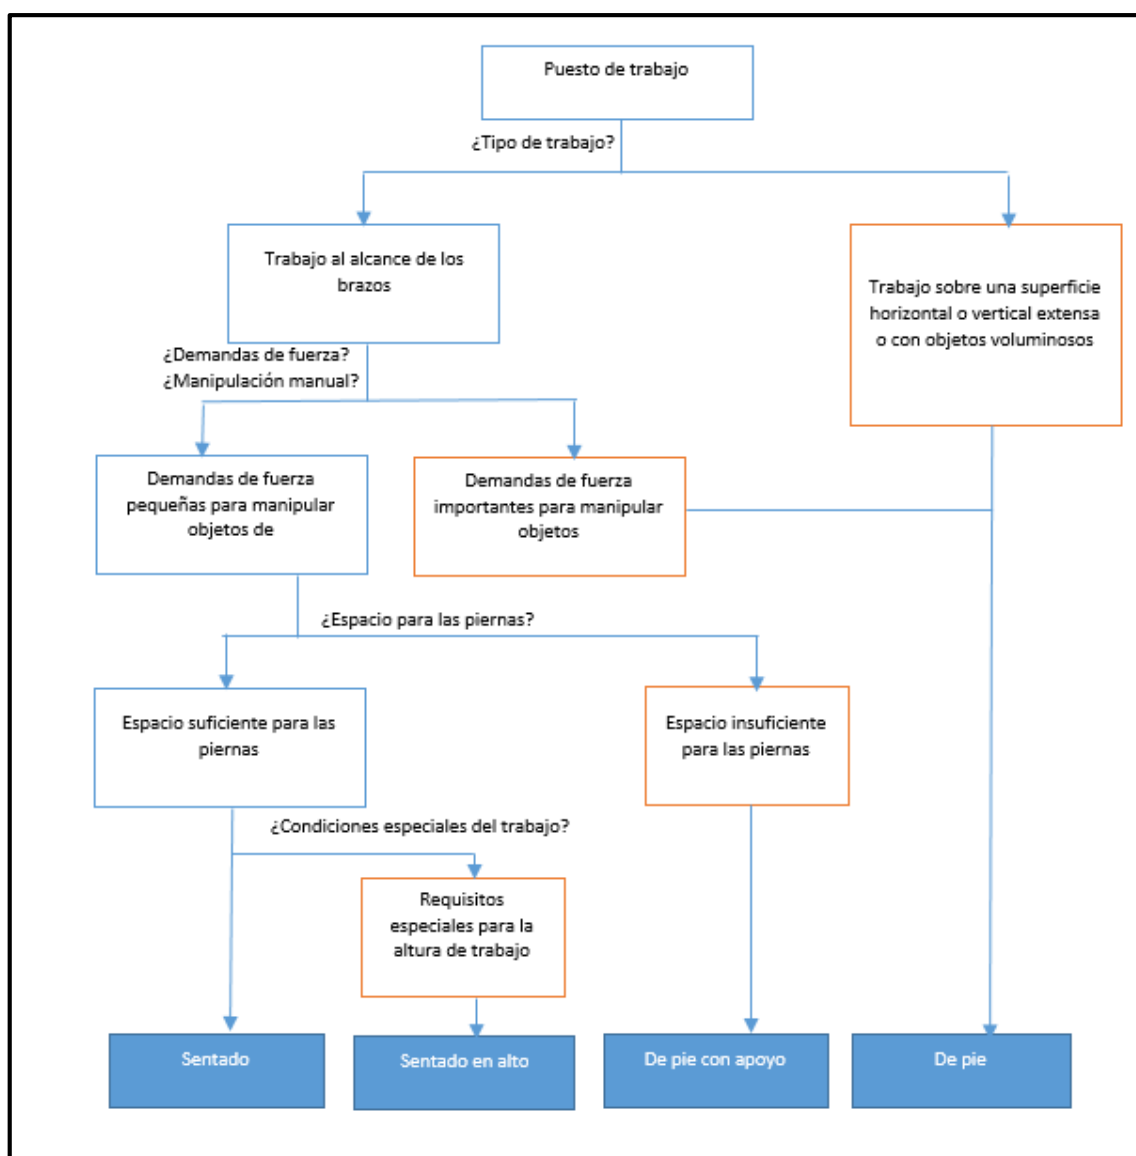 Puesto de trabajo
¿Tipo de trabajo?
Trabajo al alcance de los
brazos
Trabajo sobre una superficie
horizontal o vertical extensa
o con objetos voluminosos
¿Demandas de fuerza?
¿Manipulación manual?
Demandas de fuerza
pequeñas para manipular
objetos de
Demandas de fuerza
importantes para manipular
objetos
¿Espacio para las piernas?
Espacio suficiente para las
piernas
Espacio insuficiente
para las piernas
¿Condiciones especiales del trabajo?
Requisitos
especiales para la
altura de trabajo
Sentado
Sentado en alto
De pie con apoyo
De pie